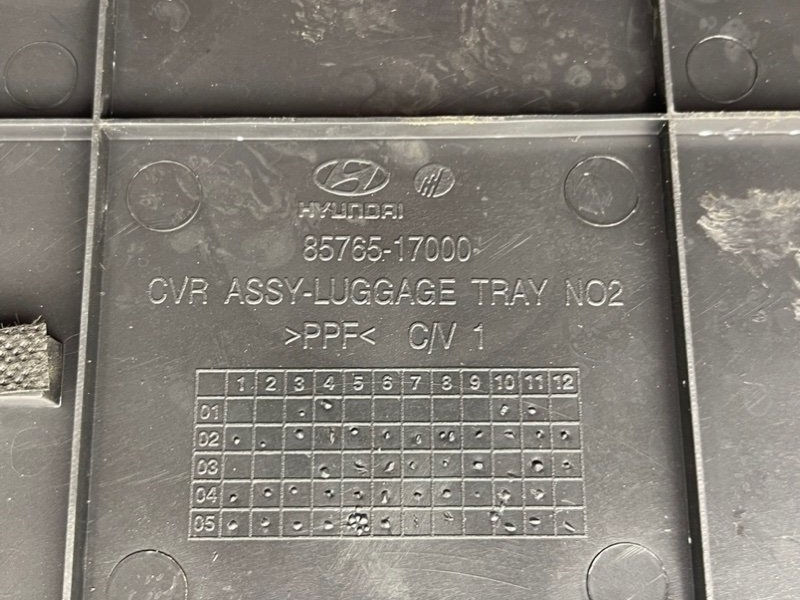 HYUNDAI
85765-17000
CVR ASSY-LUGGAGE TRAY NO2
>PPF< C/V 1
1 2 3 4 5 6 7 8 9 10 11 12
01
02
03
04
05